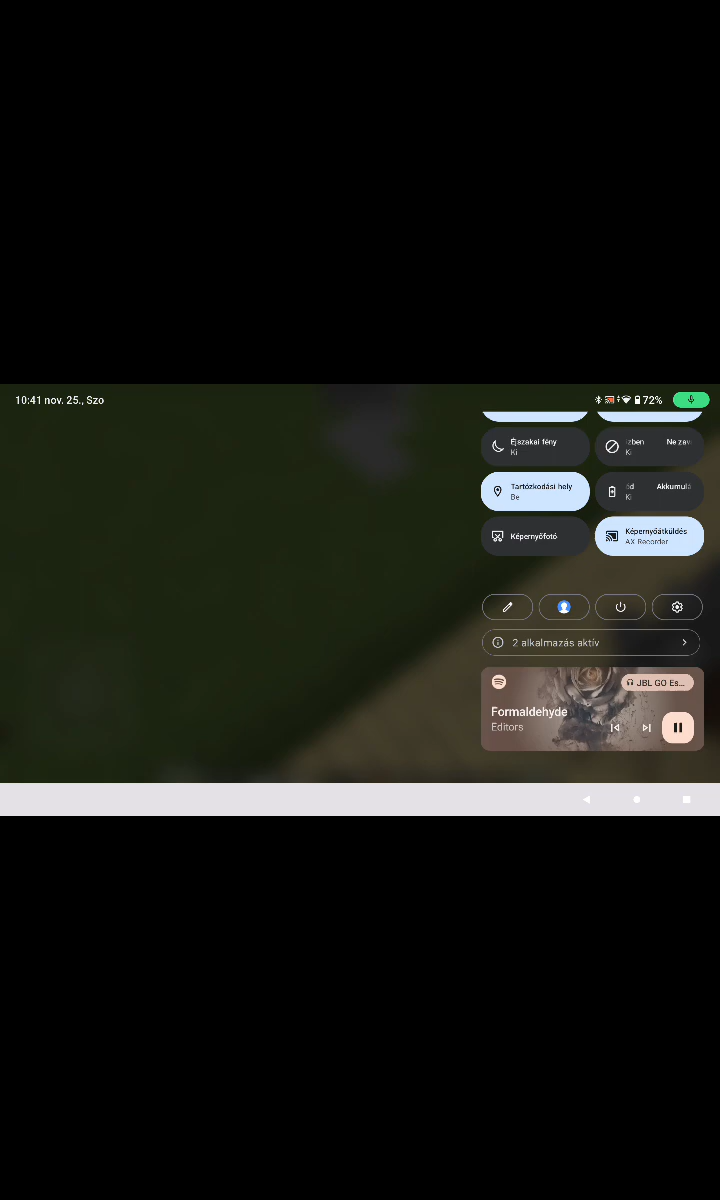 10:41 nov. 25., Szo
72%
Éjszakai fény
Ki
Ne zav
Ki
Tartózkodási hely
Be
Akkumulá
Ki
Képernyőfotó
Képernyőátküldés
AX Recorder
2 alkalmazás aktív
JBL GO Es...
Formaldehyde
Editors